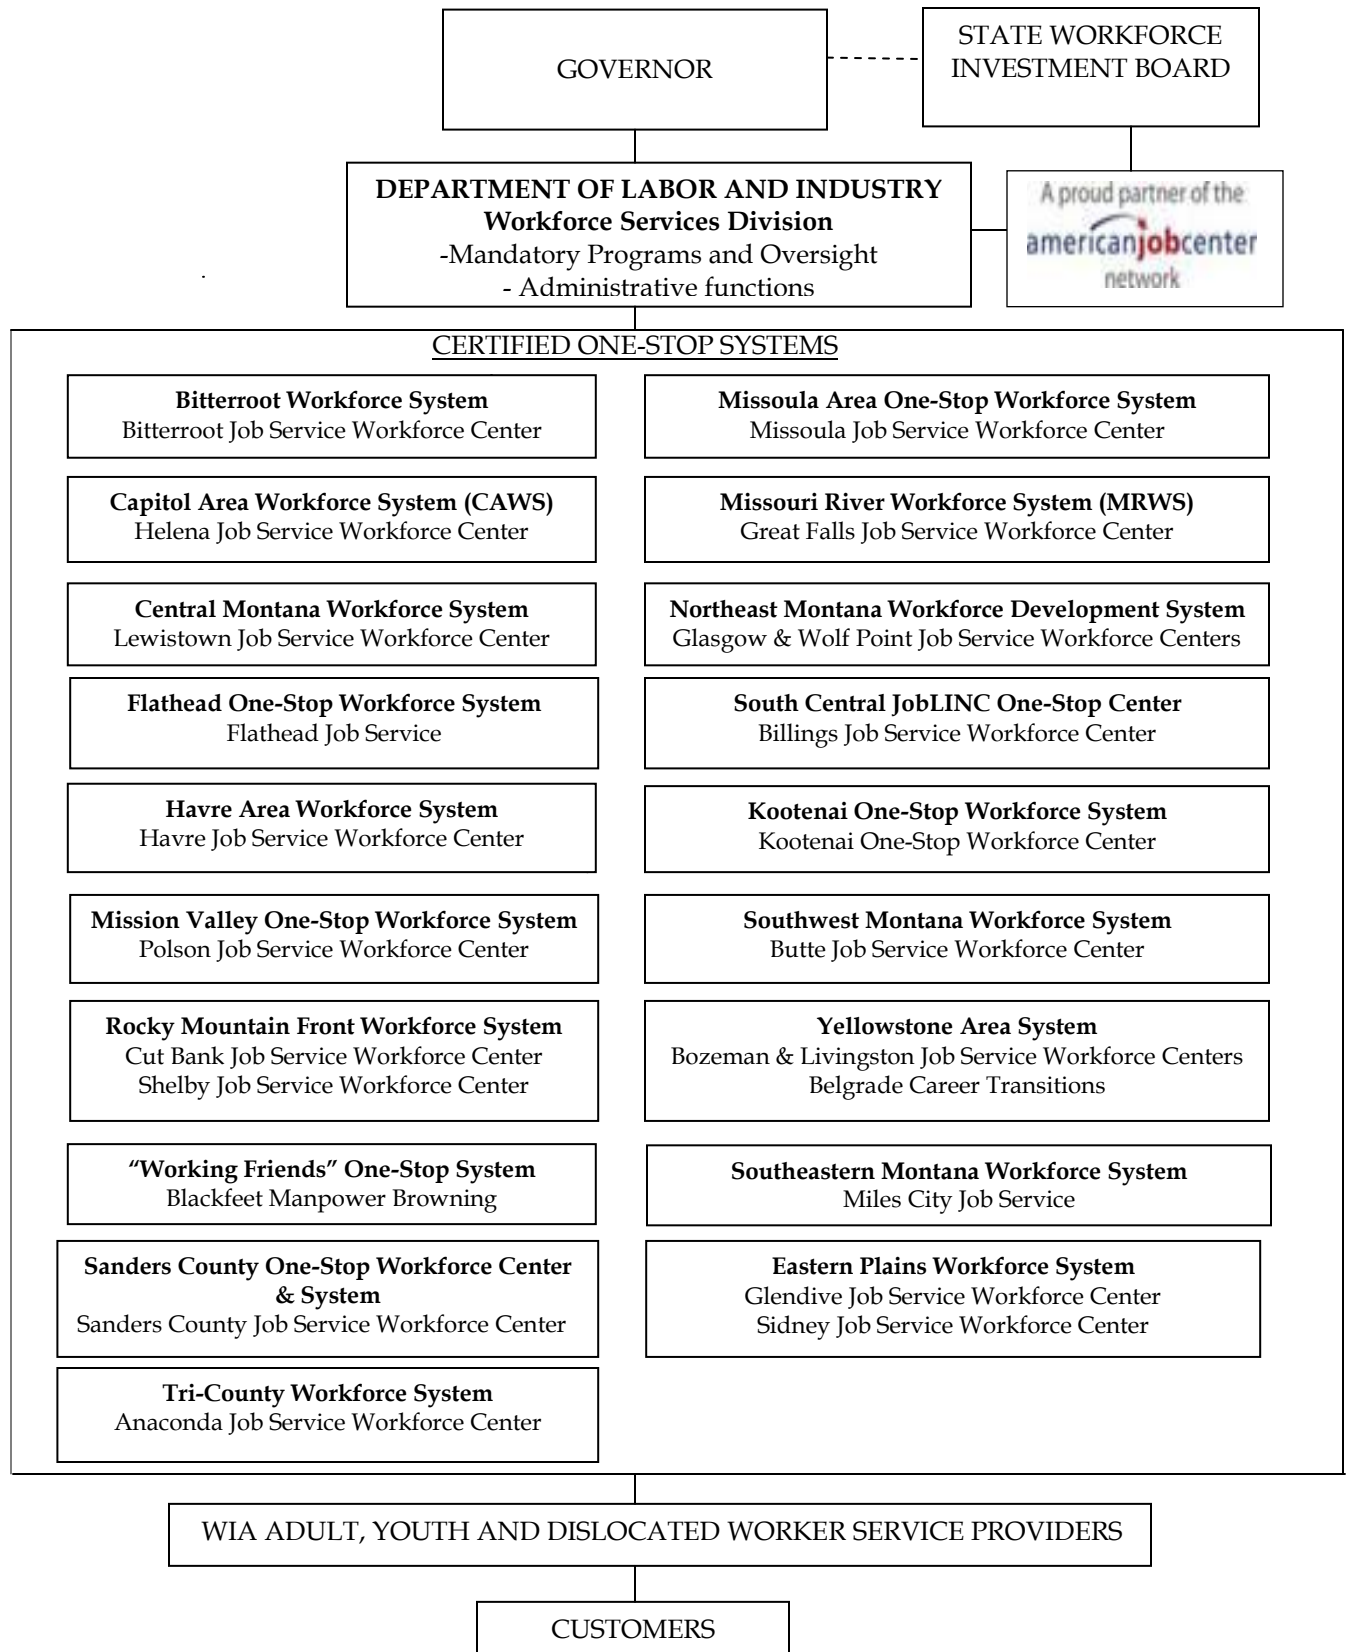 GOVERNOR
STATE WORKFORCE
INVESTMENT BOARD
DEPARTMENT OF LABOR AND INDUSTRY
Workforce Services Division
-Mandatory Programs and Oversight
- Administrative functions
A proud partner of the
americanjobcenter
network
.
CERTIFIED ONE-STOP SYSTEMS
Bitterroot Workforce System
Bitterroot Job Service Workforce Center
Missoula Area One-Stop Workforce System
Missoula Job Service Workforce Center
Capitol Area Workforce System (CAWS)
Helena Job Service Workforce Center
Missouri River Workforce System (MRWS)
Great Falls Job Service Workforce Center
Central Montana Workforce System
Lewistown Job Service Workforce Center
Northeast Montana Workforce Development System
Glasgow & Wolf Point Job Service Workforce Centers
Flathead One-Stop Workforce System
Flathead Job Service
South Central JobLINC One-Stop Center
Billings Job Service Workforce Center
Havre Area Workforce System
Havre Job Service Workforce Center
Kootenai One-Stop Workforce System
Kootenai One-Stop Workforce Center
Mission Valley One-Stop Workforce System
Polson Job Service Workforce Center
Southwest Montana Workforce System
Butte Job Service Workforce Center
Rocky Mountain Front Workforce System
Cut Bank Job Service Workforce Center
Shelby Job Service Workforce Center
Yellowstone Area System
Bozeman & Livingston Job Service Workforce Centers
Belgrade Career Transitions
“Working Friends” One-Stop System
Blackfeet Manpower Browning
Southeastern Montana Workforce System
Miles City Job Service
Sanders County One-Stop Workforce Center
& System
Sanders County Job Service Workforce Center
Eastern Plains Workforce System
Glendive Job Service Workforce Center
Sidney Job Service Workforce Center
Tri-County Workforce System
Anaconda Job Service Workforce Center
WIA ADULT, YOUTH AND DISLOCATED WORKER SERVICE PROVIDERS
CUSTOMERS